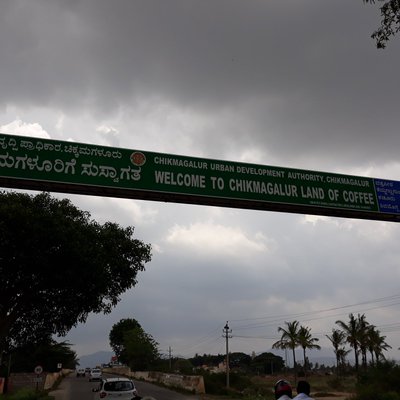 ವೃದ್ಧಿ ಪ್ರಾಧಿಕಾರ, ಚಿಕ್ಕಮಗಳೂರು
ಮಗಳೂರಿಗೆ ಸುಸ್ವಾಗತ
CHIKMAGALUR URBAN DEVELOPMENT AUTHORITY, CHIKMAGALUR
WELCOME TO CHIKMAGALUR LAND OF COFFEE